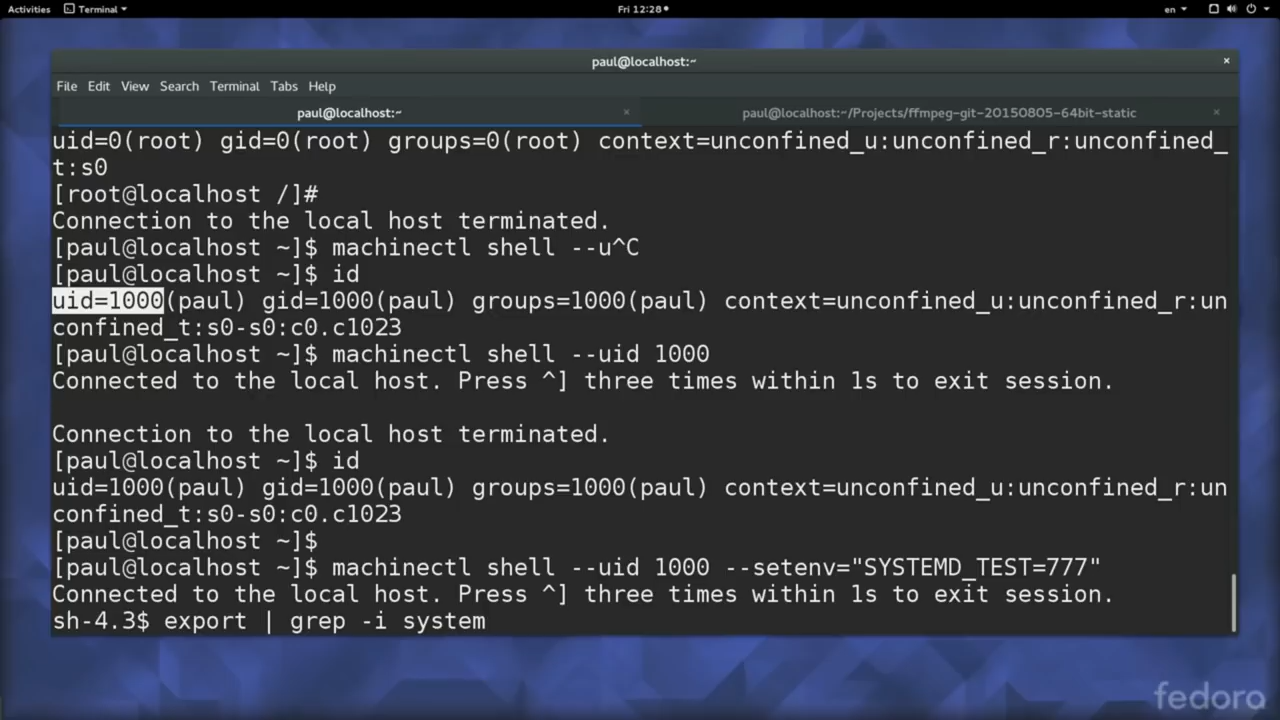 Activities Terminal Fri 12:28 en
paul@localhost:~ ×
File Edit View Search Terminal Tabs Help
paul@localhost:~ × paul@localhost:~/Projects/ffmpeg-git-20150805-64bit-static ×
uid=0(root) gid=0(root) groups=0(root) context=unconfined_u:unconfined_r:unconfined_
t:s0
[root@localhost /]#
Connection to the local host terminated.
[paul@localhost ~]$ machinectl shell --u^C
[paul@localhost ~]$ id
uid=1000(paul) gid=1000(paul) groups=1000(paul) context=unconfined_u:unconfined_r:un
confined_t:s0-s0:c0.c1023
[paul@localhost ~]$ machinectl shell --uid 1000
Connected to the local host. Press ^] three times within 1s to exit session.
Connection to the local host terminated.
[paul@localhost ~]$ id
uid=1000(paul) gid=1000(paul) groups=1000(paul) context=unconfined_u:unconfined_r:un
confined_t:s0-s0:c0.c1023
[paul@localhost ~]$
[paul@localhost ~]$ machinectl shell --uid 1000 --setenv="SYSTEMD_TEST=777"
Connected to the local host. Press ^] three times within 1s to exit session.
sh-4.3$ export | grep -i system
fedora